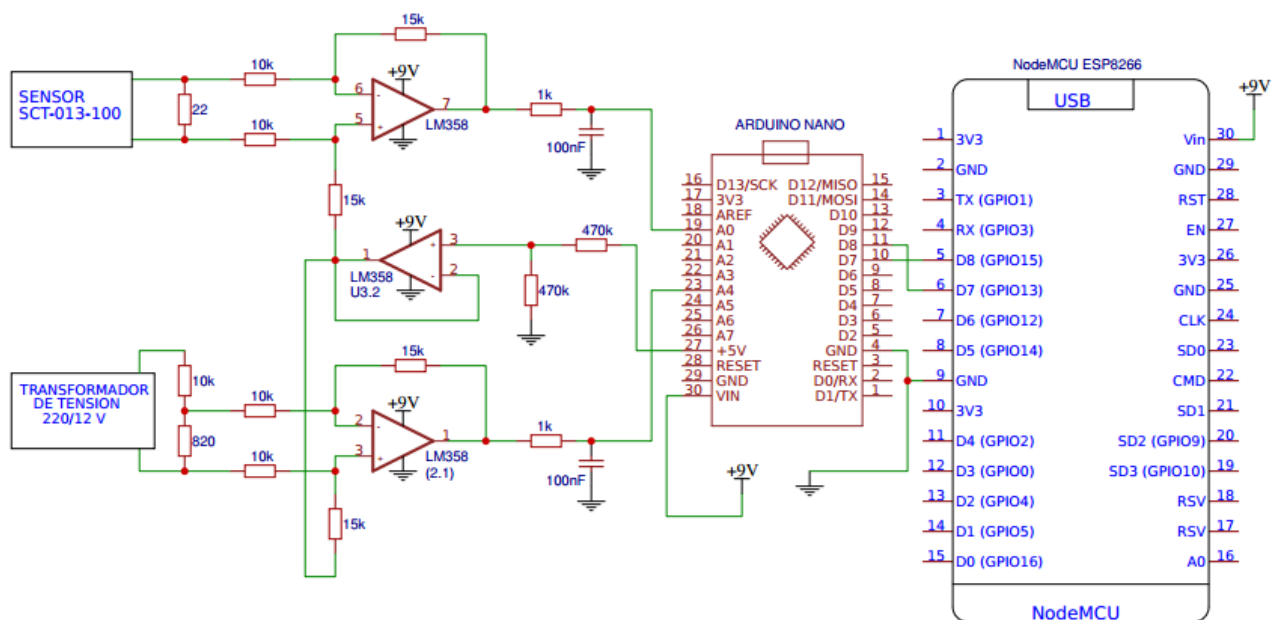 15k
10k
+9V
6
-
7
SENSOR
SCT-013-100
22
5
+
LM358
10k
1k
100nF
15k
+9V
1
+
3
-
2
LM358
U3.2
470k
470k
TRANSFORMADOR
DE TENSION
220/12 V
10k
820
10k
10k
15k
+9V
2
-
3
+
1
LM358
(2.1)
1k
100nF
15k
ARDUINO NANO
16 D13/SCK D12/MISO 15
17 3V3 D11/MOSI 14
18 AREF D10 13
19 A0 D9 12
20 A1 D8 11
21 A2 D7 10
22 A3 D6 9
23 A4 D5 8
24 A5 D4 7
25 A6 D3 6
26 A7 D2 5
27 +5V GND 4
28 RESET RESET 3
29 GND D0/RX 2
30 VIN D1/TX 1
+9V
NodeMCU ESP8266
USB
+9V
1 3V3 Vin 30
2 GND GND 29
3 TX (GPIO1) RST 28
4 RX (GPIO3) EN 27
5 D8 (GPIO15) 3V3 26
6 D7 (GPIO13) GND 25
7 D6 (GPIO12) CLK 24
8 D5 (GPIO14) SD0 23
9 GND CMD 22
10 3V3 SD1 21
11 D4 (GPIO2) SD2 (GPIO9) 20
12 D3 (GPIO0) SD3 (GPIO10) 19
13 D2 (GPIO4) RSV 18
14 D1 (GPIO5) RSV 17
15 D0 (GPIO16) A0 16
NodeMCU